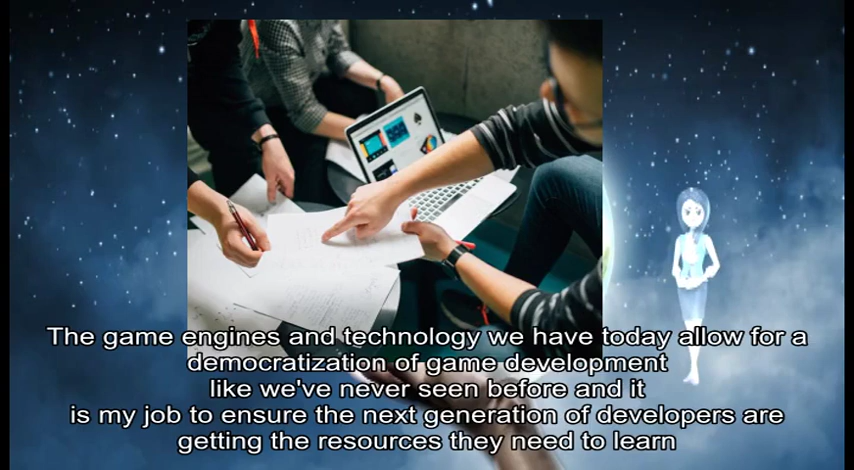 The game engines and technology we have today allow for a
democratization of game development
like we've never seen before and it
is my job to ensure the next generation of developers are
getting the resources they need to learn